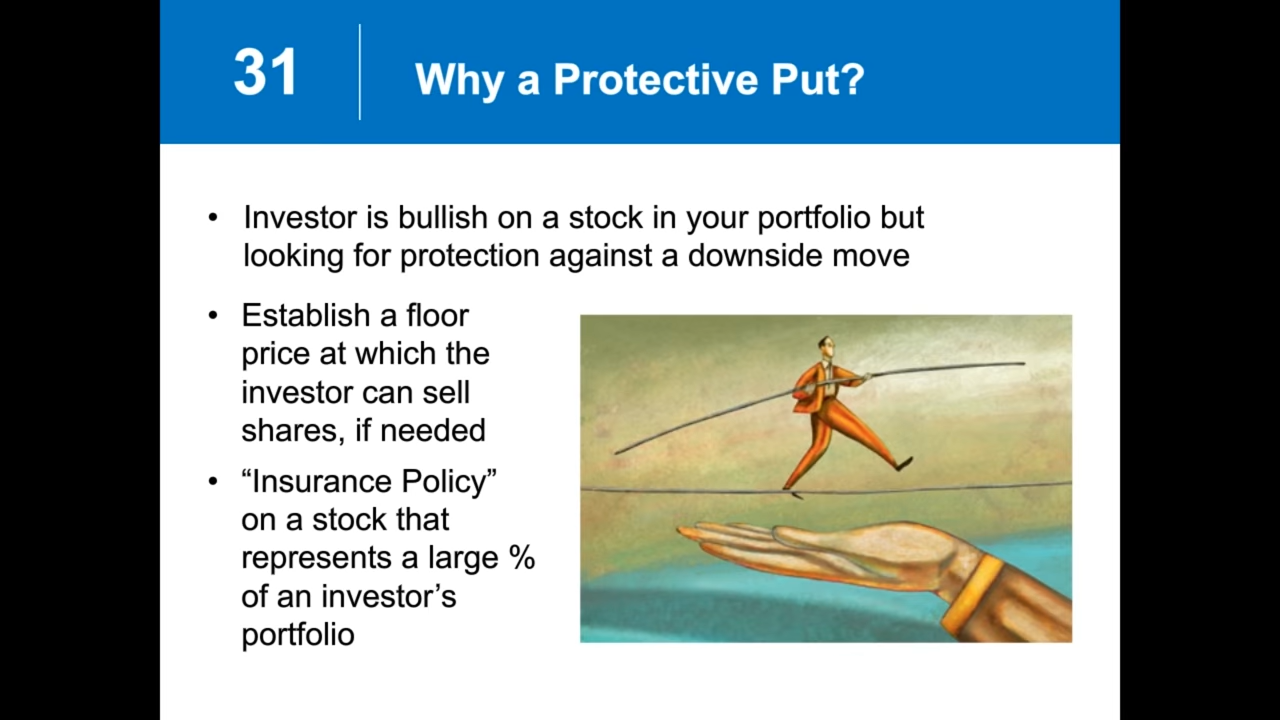 31
Why a Protective Put?
• Investor is bullish on a stock in your portfolio but
looking for protection against a downside move
• Establish a floor
price at which the
investor can sell
shares, if needed
• “Insurance Policy”
on a stock that
represents a large %
of an investor’s
portfolio